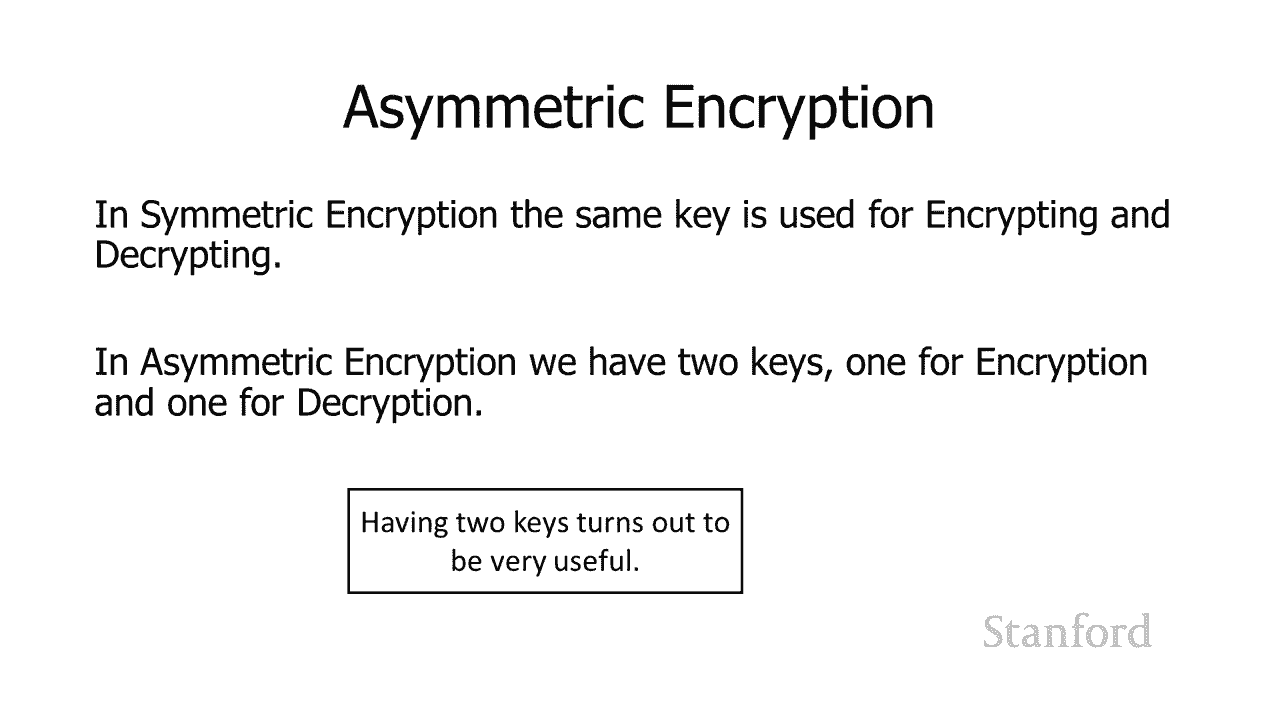 Asymmetric Encryption
In Symmetric Encryption the same key is used for Encrypting and
Decrypting.
In Asymmetric Encryption we have two keys, one for Encryption
and one for Decryption.
Having two keys turns out to
be very useful.
Stanford